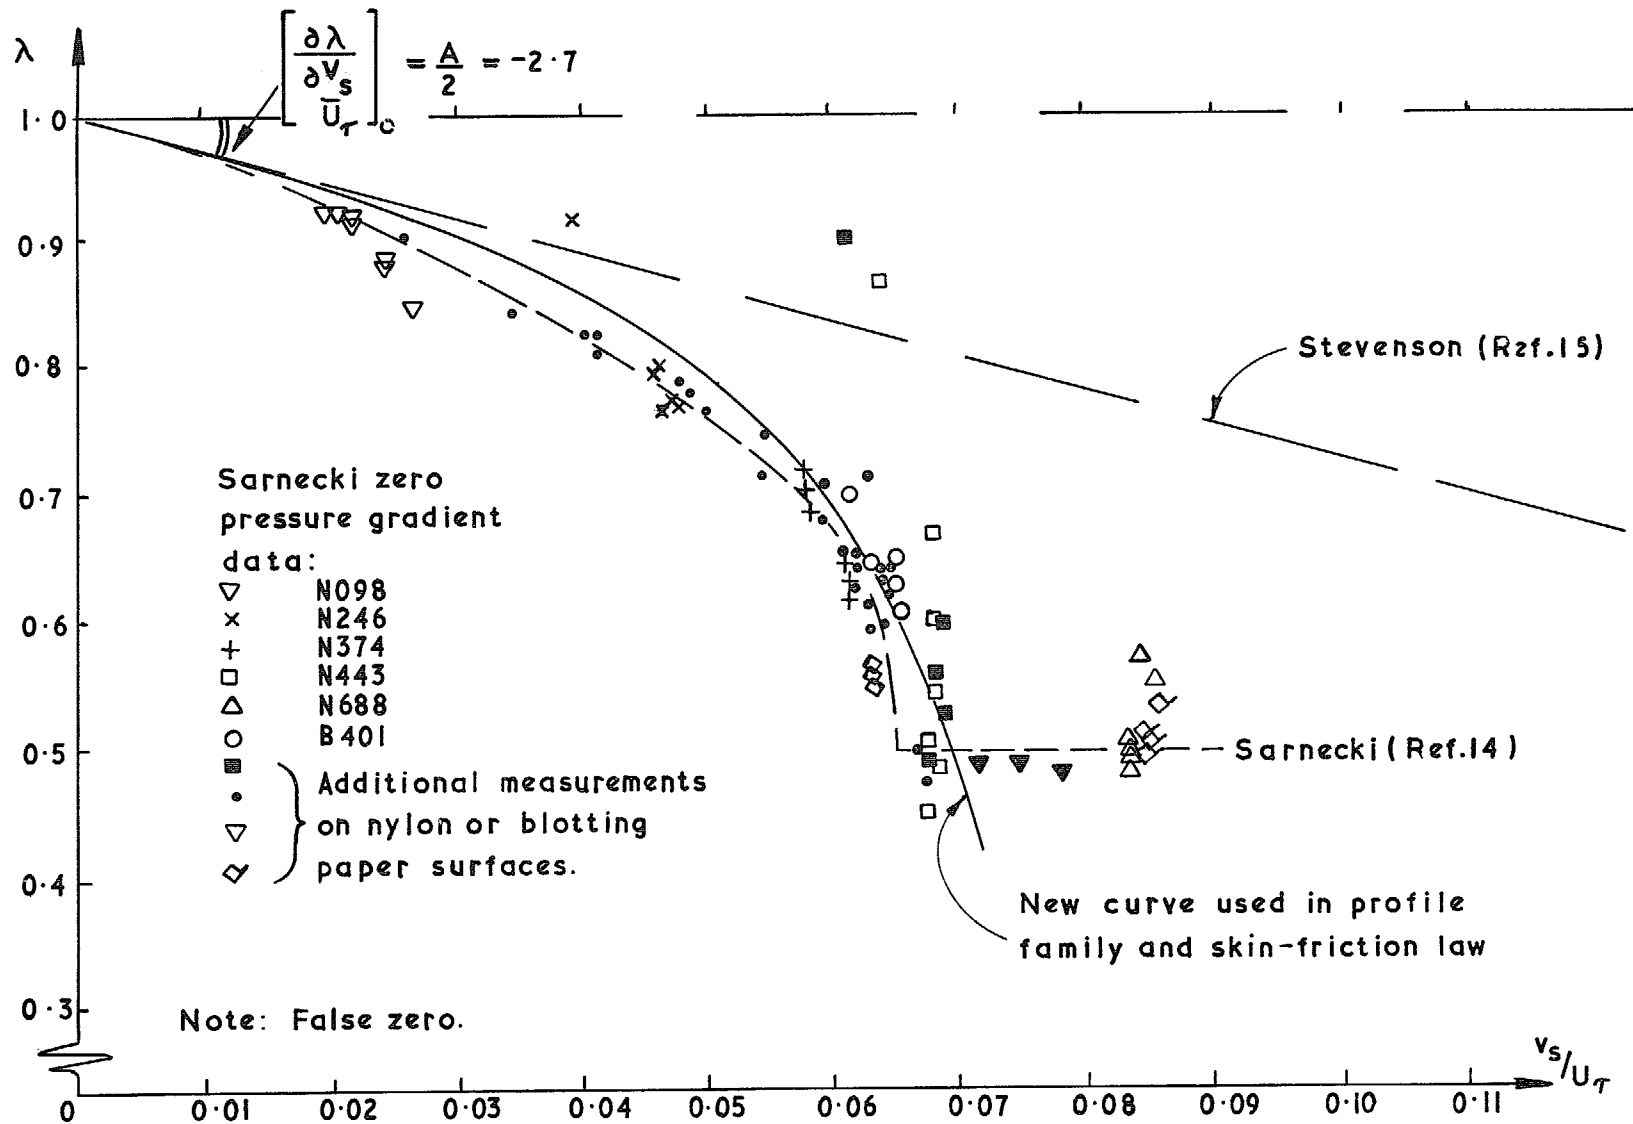 λ
[∂λ / ∂ V_s/U̅_τ]_o = A/2 = -2·7
1·0
0·9
0·8
0·7
0·6
0·5
0·4
0·3
Stevenson (Ref.15)
Sarnecki zero
pressure gradient
data:
▽ N098
× N246
+ N374
□ N443
△ N688
○ B401
Additional measurements
on nylon or blotting
paper surfaces.
Sarnecki (Ref.14)
New curve used in profile
family and skin-friction law
Note: False zero.
v_s/U_τ
0 0·01 0·02 0·03 0·04 0·05 0·06 0·07 0·08 0·09 0·10 0·11